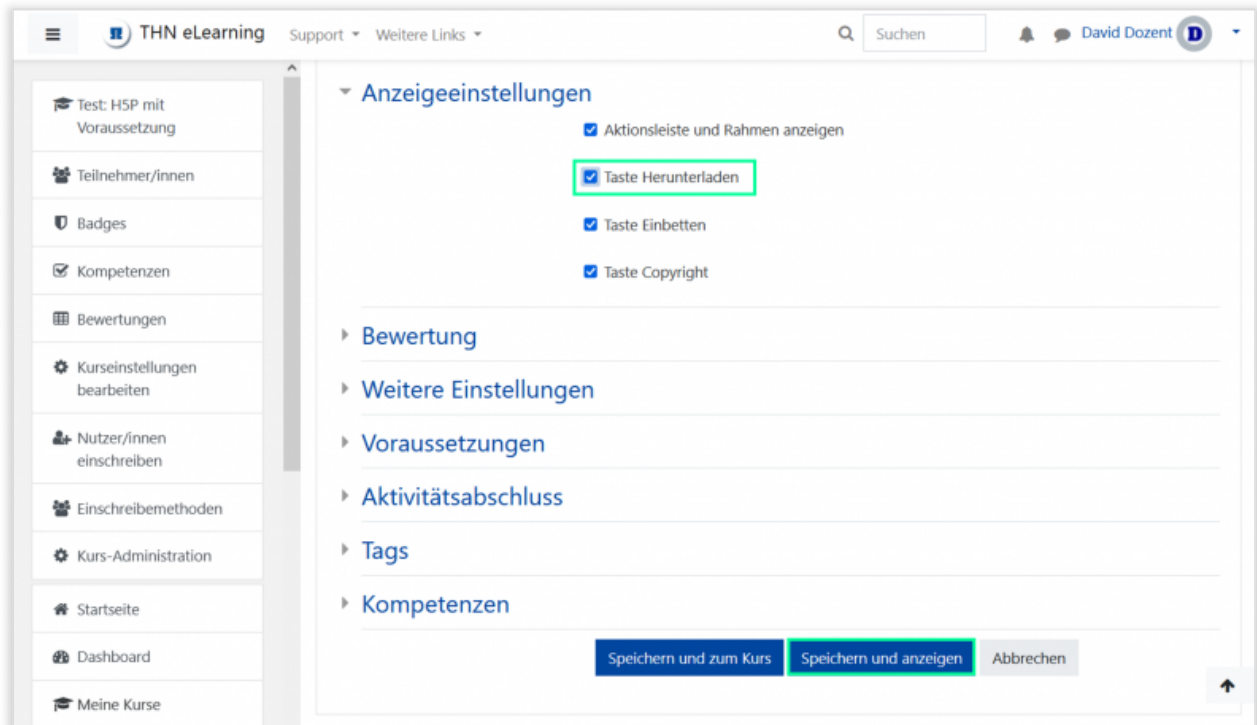 THN eLearning Support Weitere Links Suchen David Dozent D
Test: H5P mit
Voraussetzung
Teilnehmer/innen
Badges
Kompetenzen
Bewertungen
Kurseinstellungen
bearbeiten
Nutzer/innen
einschreiben
Einschreibemethoden
Kurs-Administration
Startseite
Dashboard
Meine Kurse
Anzeigeeinstellungen
Aktionsleiste und Rahmen anzeigen
Taste Herunterladen
Taste Einbetten
Taste Copyright
Bewertung
Weitere Einstellungen
Voraussetzungen
Aktivitätsabschluss
Tags
Kompetenzen
Speichern und zum Kurs Speichern und anzeigen Abbrechen